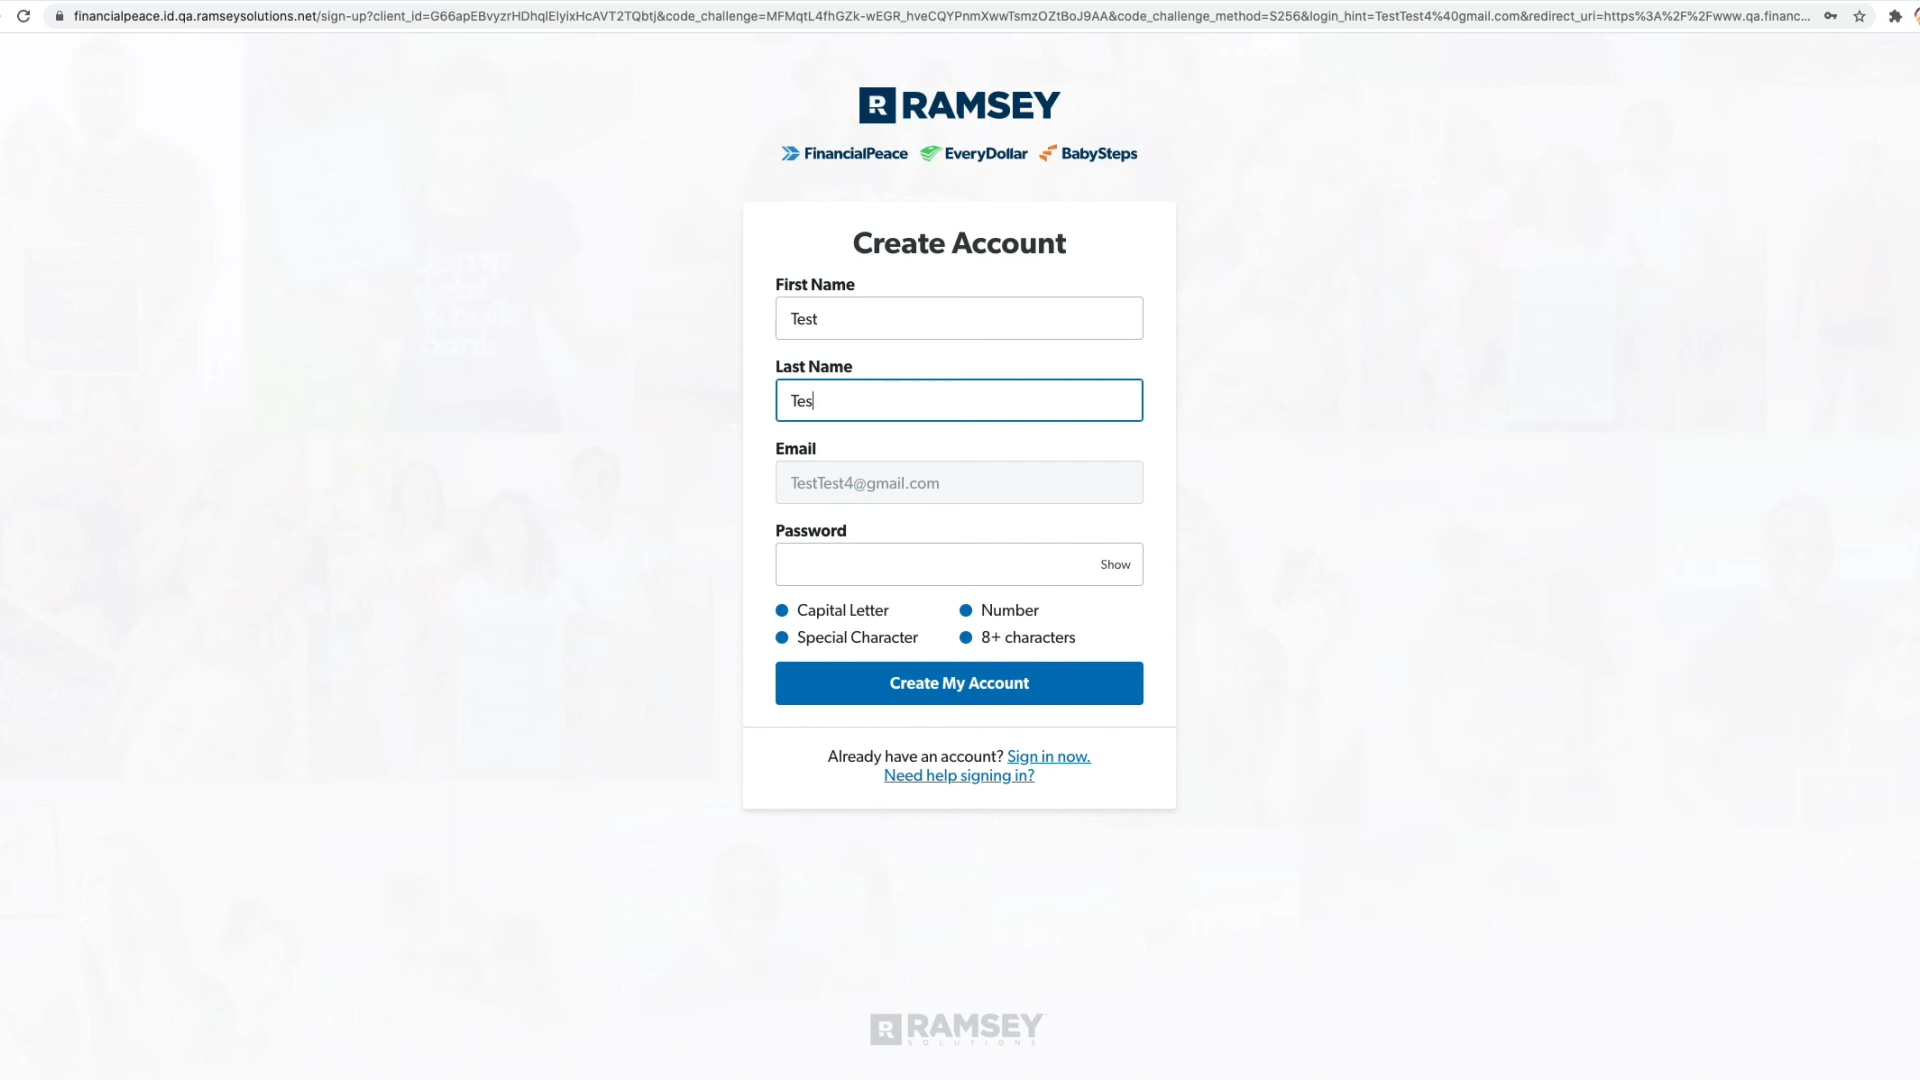 financialpeace.id.qa.ramseysolutions.net/sign-up?client_id=G66apEBvyzrHDhqlElyixHcAVT2TQbtj&code_challenge=MFMqtL4fhGZk-wEGR_hveCQYPnmXwwTsmzOZtBoJ9AA&code_challenge_method=S256&login_hint=TestTest4%40gmail.com&redirect_uri=https%3A%2F%2Fwww.qa.financ...
RAMSEY
FinancialPeace EveryDollar BabySteps
Create Account
First Name
Test
Last Name
Tes
Email
TestTest4@gmail.com
Password
Show
Capital Letter Number
Special Character 8+ characters
Create My Account
Already have an account? Sign in now.
Need help signing in?
RAMSEY
SOLUTIONS